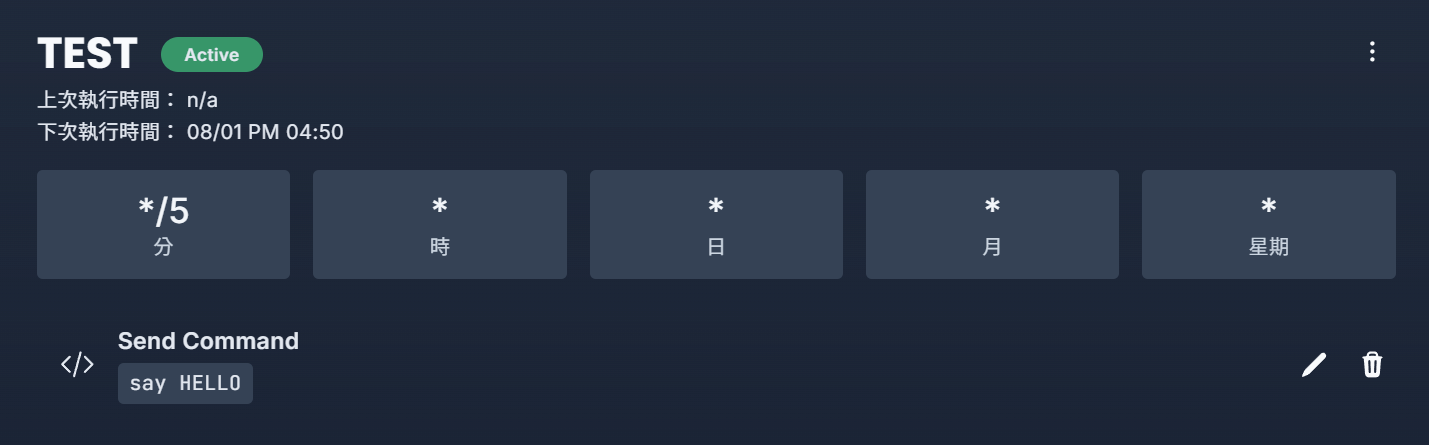 TEST Active
上次執行時間： n/a
下次執行時間： 08/01 PM 04:50
*/5 * * * *
分 時 日 月 星期
</> Send Command
say HELLO